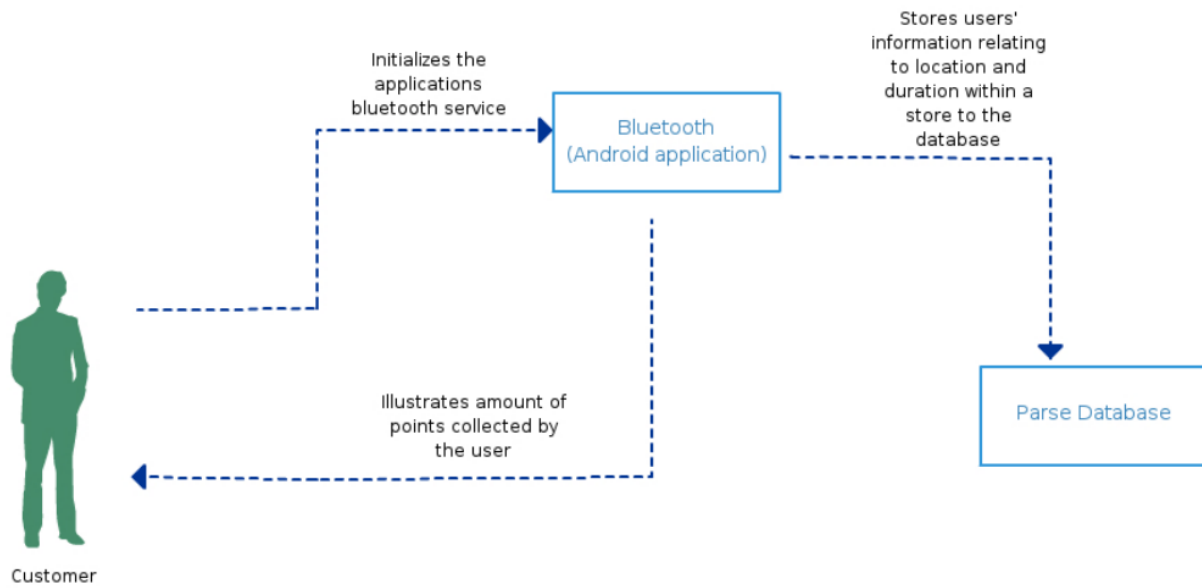 Stores users'
information relating
to location and
duration within a
store to the
database
Initializes the
applications
bluetooth service
Bluetooth
(Android application)
Illustrates amount of
points collected by
the user
Parse Database
Customer